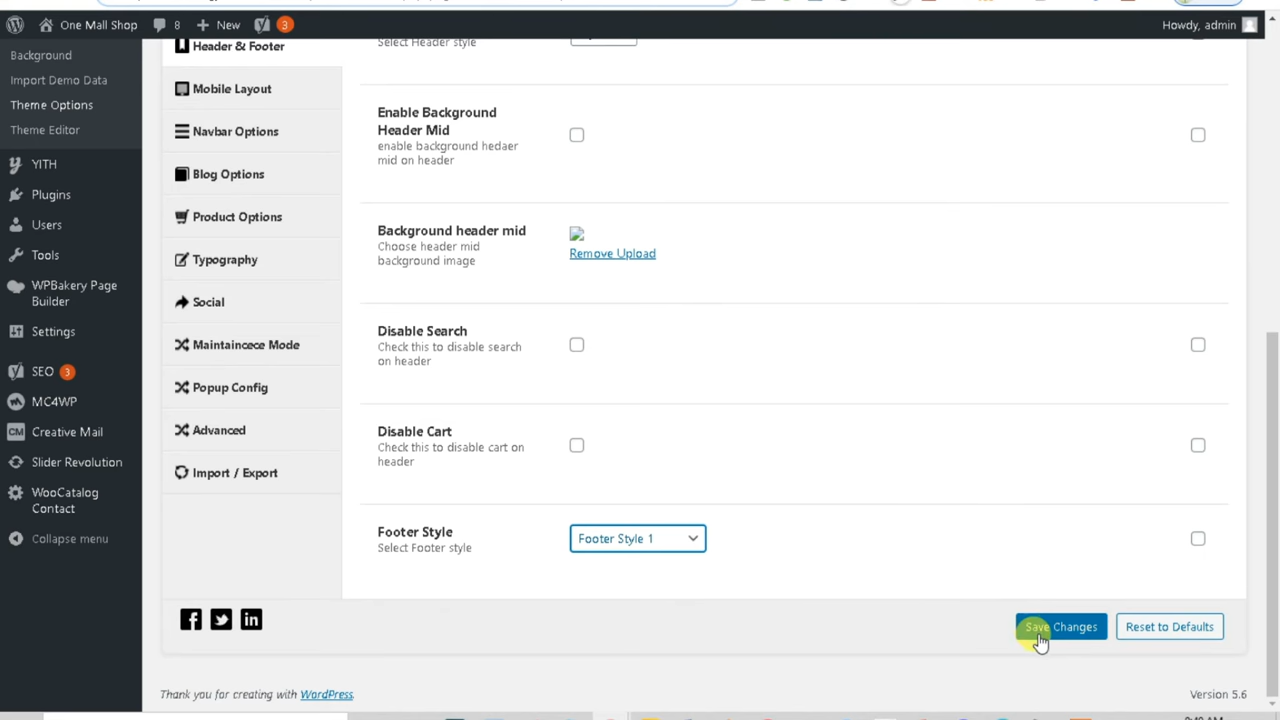 One Mall Shop 8 New 3 Howdy, admin
Background
Import Demo Data
Theme Options
Theme Editor
YITH
Plugins
Users
Tools
WPBakery Page
Builder
Settings
SEO 3
MC4WP
CM Creative Mail
Slider Revolution
WooCatalog
Contact
Collapse menu
Header & Footer
Mobile Layout
Navbar Options
Blog Options
Product Options
Typography
Social
Maintaincece Mode
Popup Config
Advanced
Import / Export
Select Header style
Enable Background
Header Mid
enable background hedaer
mid on header
Background header mid
Choose header mid
background image
Remove Upload
Disable Search
Check this to disable search
on header
Disable Cart
Check this to disable cart on
header
Footer Style
Select Footer style
Footer Style 1
Save Changes Reset to Defaults
Thank you for creating with WordPress.
Version 5.6